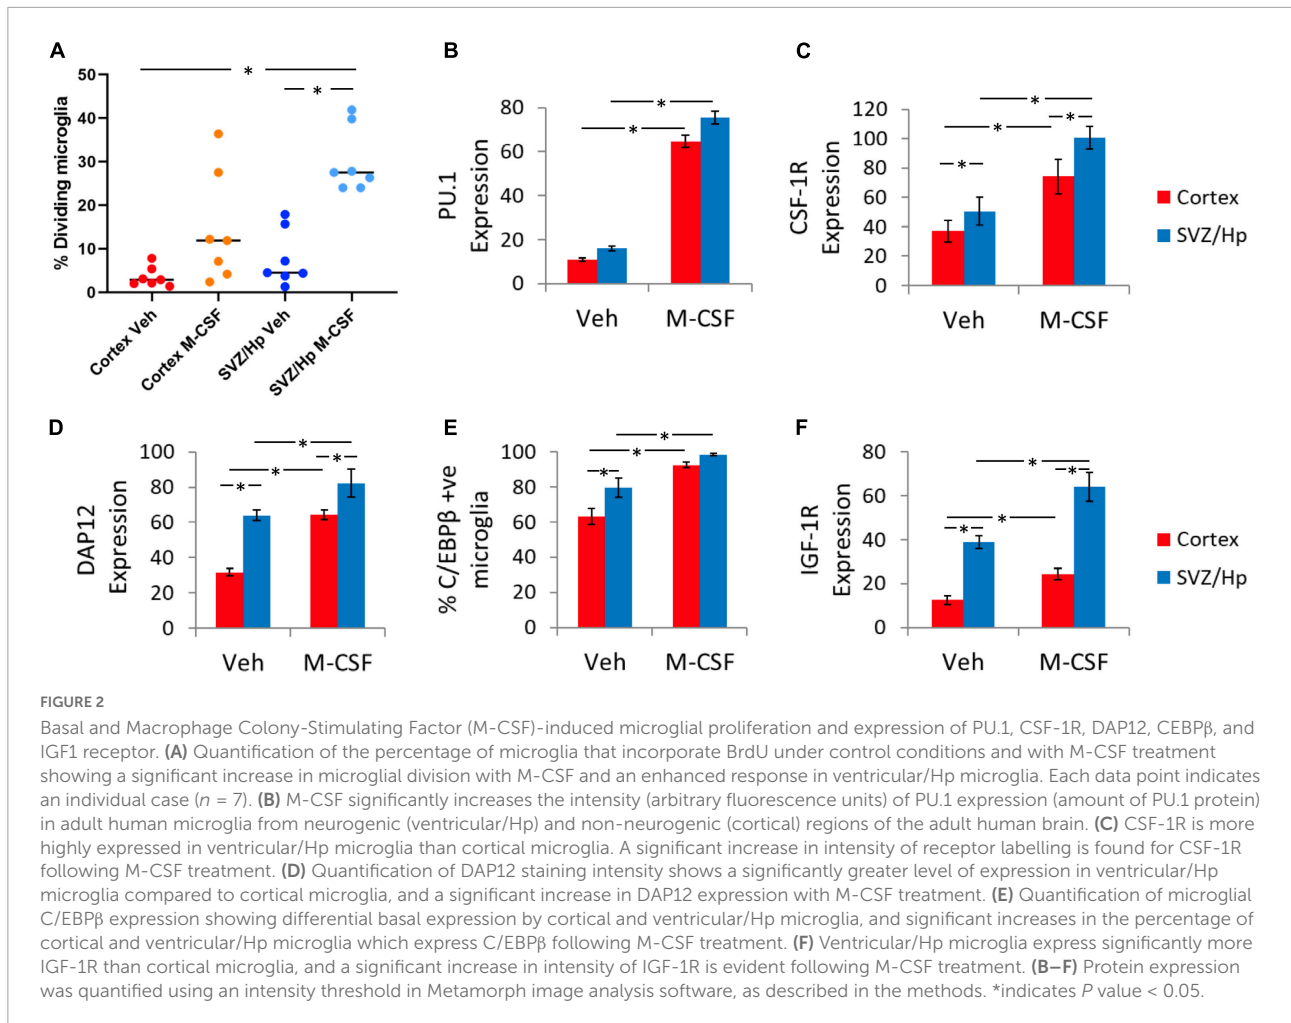 A
% Dividing microglia
50
40
30
20
10
0
*
*
Cortex Veh
Cortex M-CSF
SVZ/Hp Veh
SVZ/Hp M-CSF
B
PU.1
Expression
80
60
40
20
0
*
*
Veh M-CSF
C
CSF-1R
Expression
120
100
80
60
40
20
0
*
*
*
*
Veh M-CSF
Cortex
SVZ/Hp
D
DAP12
Expression
100
80
60
40
20
0
*
*
*
*
Veh M-CSF
E
% C/EBPβ +ve
microglia
100
80
60
40
20
0
*
*
*
Veh M-CSF
F
IGF-1R
Expression
80
60
40
20
0
*
*
*
*
Veh M-CSF
Cortex
SVZ/Hp
FIGURE 2
Basal and Macrophage Colony-Stimulating Factor (M-CSF)-induced microglial proliferation and expression of PU.1, CSF-1R, DAP12, CEBPβ, and
IGF1 receptor. (A) Quantification of the percentage of microglia that incorporate BrdU under control conditions and with M-CSF treatment
showing a significant increase in microglial division with M-CSF and an enhanced response in ventricular/Hp microglia. Each data point indicates
an individual case (n = 7). (B) M-CSF significantly increases the intensity (arbitrary fluorescence units) of PU.1 expression (amount of PU.1 protein)
in adult human microglia from neurogenic (ventricular/Hp) and non-neurogenic (cortical) regions of the adult human brain. (C) CSF-1R is more
highly expressed in ventricular/Hp microglia than cortical microglia. A significant increase in intensity of receptor labelling is found for CSF-1R
following M-CSF treatment. (D) Quantification of DAP12 staining intensity shows a significantly greater level of expression in ventricular/Hp
microglia compared to cortical microglia, and a significant increase in DAP12 expression with M-CSF treatment. (E) Quantification of microglial
C/EBPβ expression showing differential basal expression by cortical and ventricular/Hp microglia, and significant increases in the percentage of
cortical and ventricular/Hp microglia which express C/EBPβ following M-CSF treatment. (F) Ventricular/Hp microglia express significantly more
IGF-1R than cortical microglia, and a significant increase in intensity of IGF-1R is evident following M-CSF treatment. (B–F) Protein expression
was quantified using an intensity threshold in Metamorph image analysis software, as described in the methods. *indicates P value < 0.05.